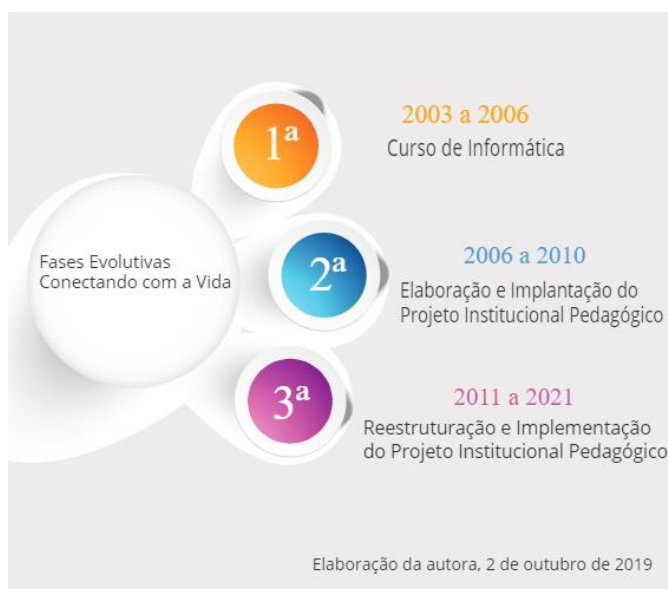 Fases Evolutivas
Conectando com a Vida
1ª
2003 a 2006
Curso de Informática
2ª
2006 a 2010
Elaboração e Implantação do
Projeto Institucional Pedagógico
3ª
2011 a 2021
Reestruturação e Implementação
do Projeto Institucional Pedagógico
Elaboração da autora, 2 de outubro de 2019